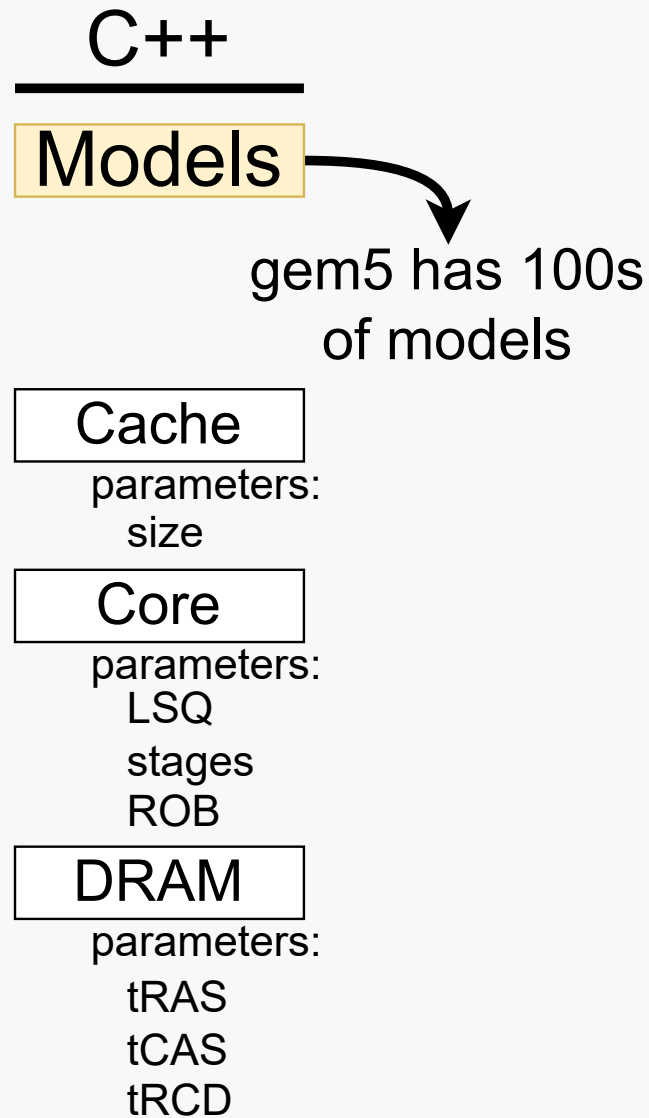 C++
Models
gem5 has 100s
of models
Cache
parameters:
size
Core
parameters:
LSQ
stages
ROB
DRAM
parameters:
tRAS
tCAS
tRCD